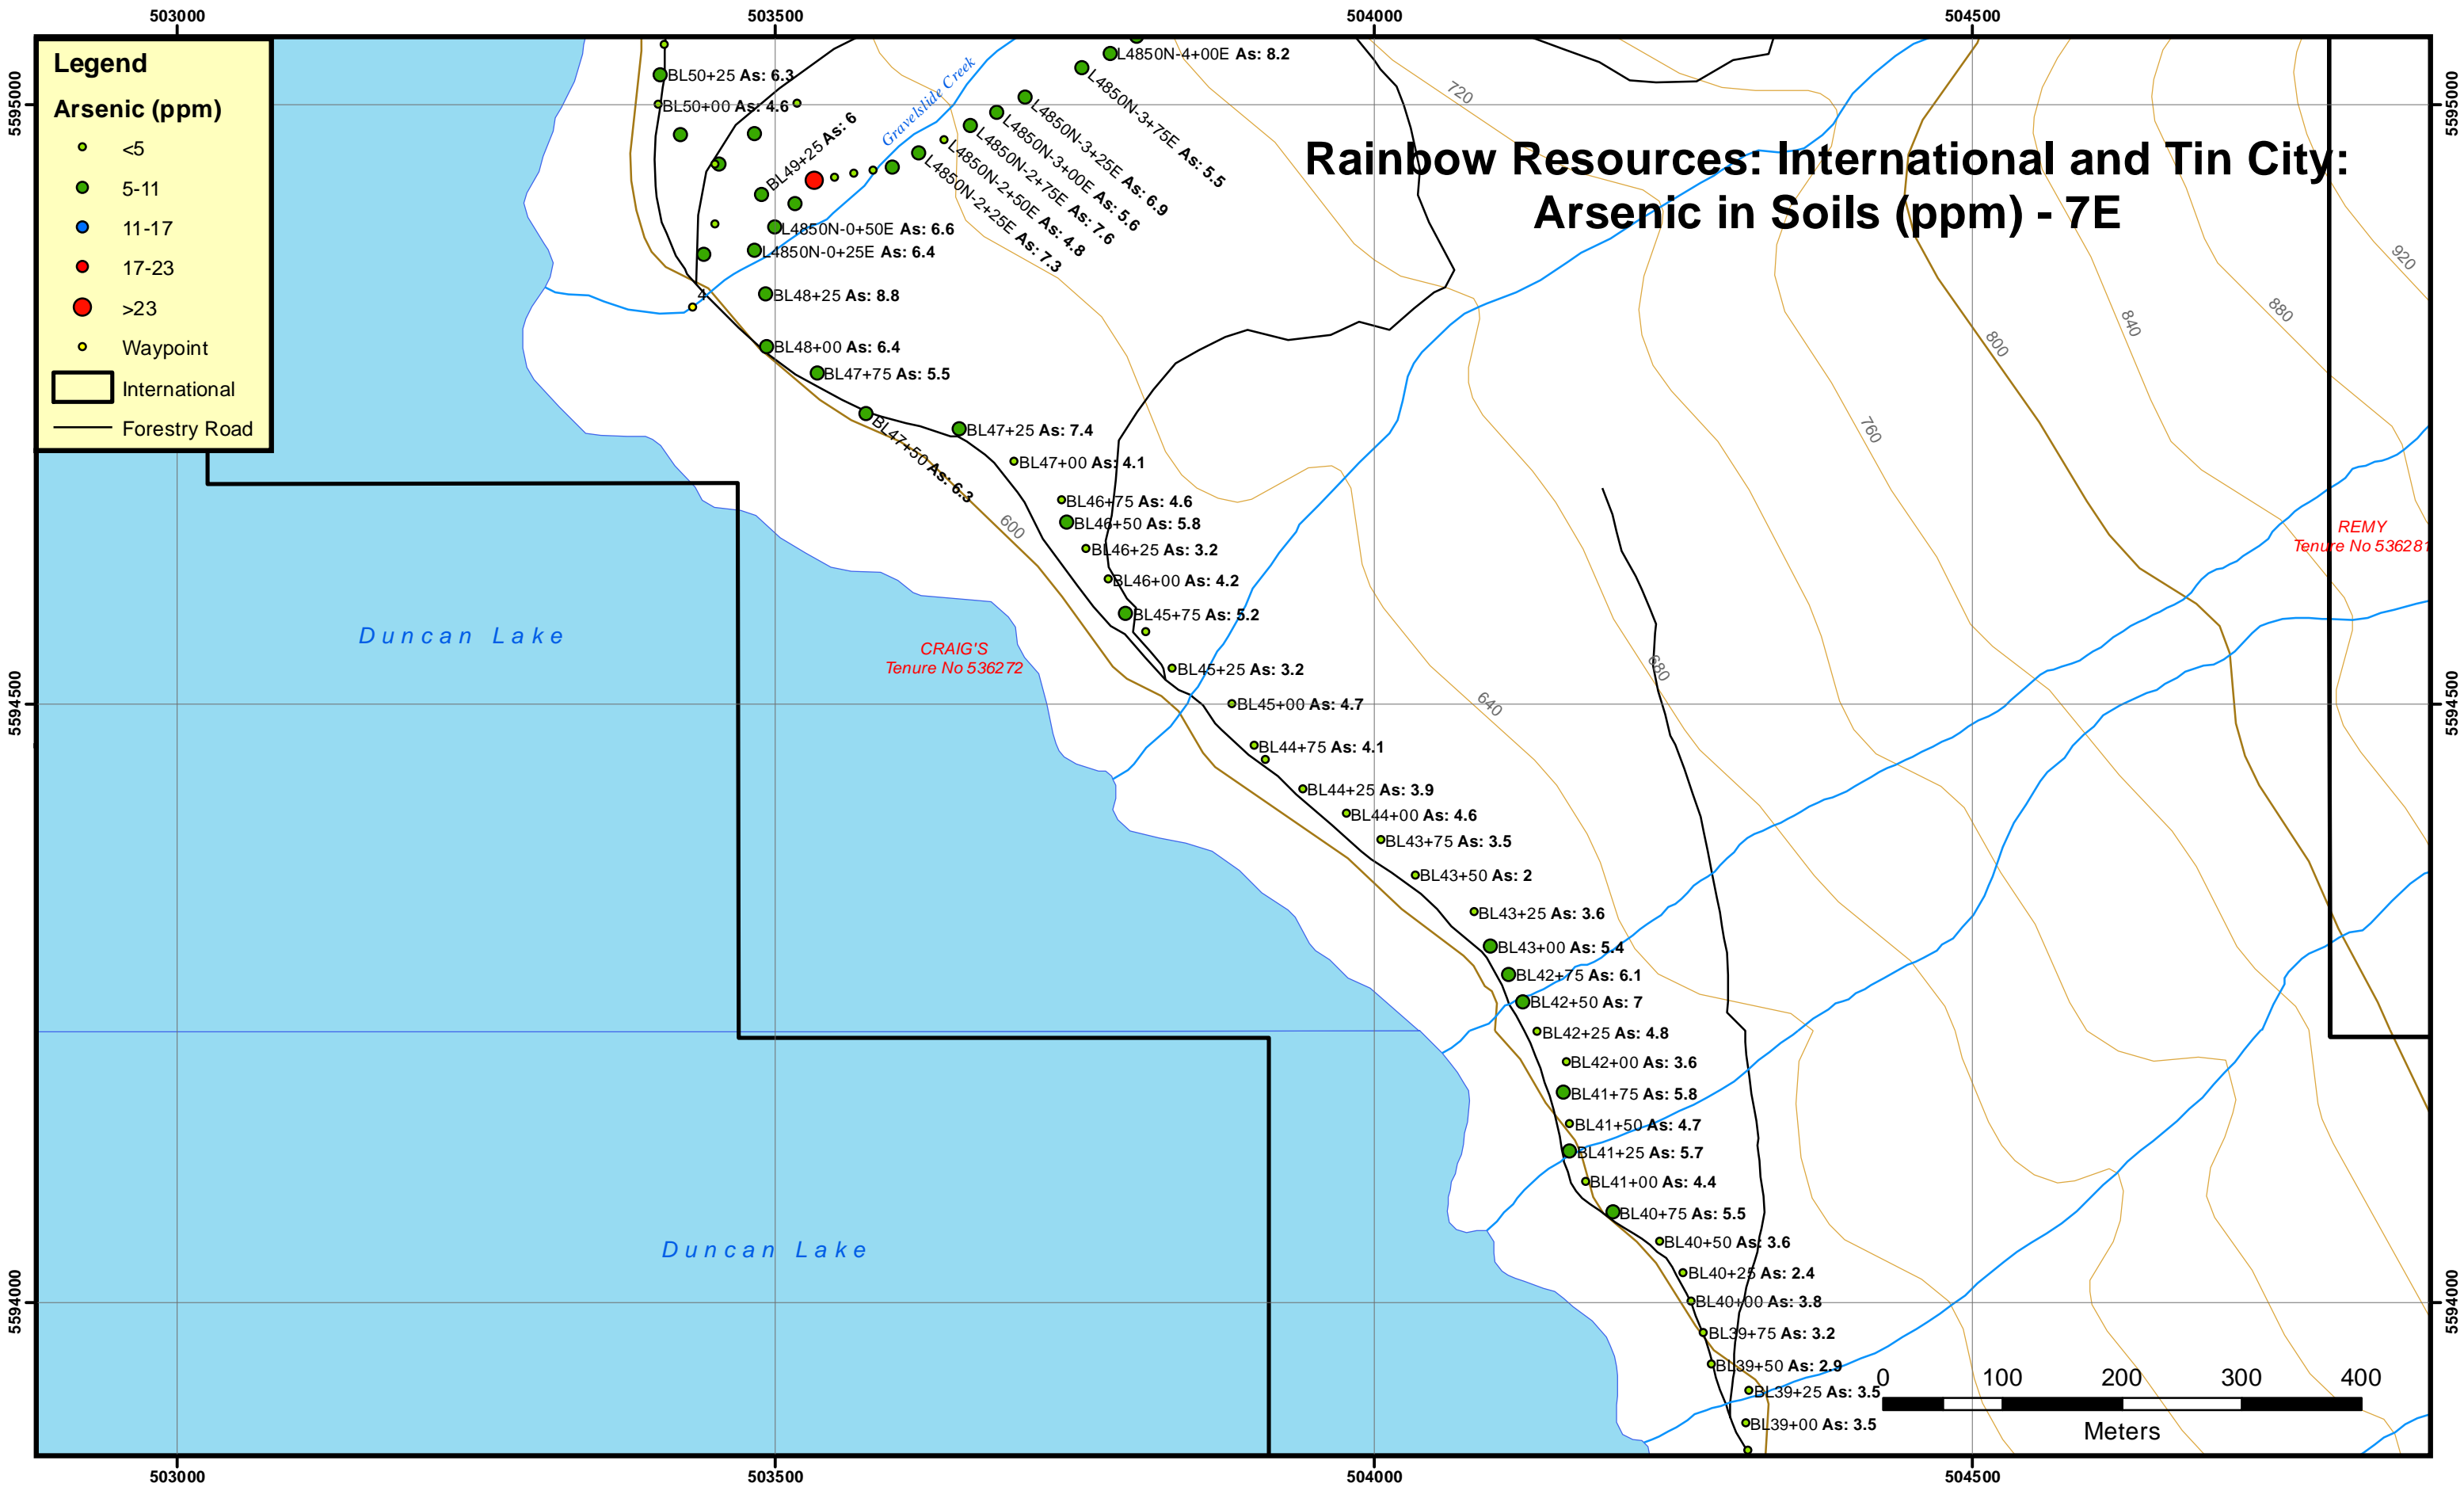 503000
503500
504000
504500
Legend
Arsenic (ppm)
<5
5-11
11-17
17-23
>23
Waypoint
International
Forestry Road
Rainbow Resources: International and Tin City:
Arsenic in Soils (ppm) - 7E
5595000
5595000
BL50+25 As: 6.3
BL50+00 As: 4.6
BL49+25 As: 6
Gravelslide Creek
L4850N-4+00E As: 8.2
L4850N-3+75E As: 5.5
L4850N-3+25E As: 6.9
L4850N-3+00E As: 5.6
L4850N-2+75E As: 7.6
L4850N-2+50E As: 4.8
L4850N-2+25E As: 7.3
L4850N-0+50E As: 6.6
L4850N-0+25E As: 6.4
4
BL48+25 As: 8.8
BL48+00 As: 6.4
BL47+75 As: 5.5
BL47+50 As: 6.3
BL47+25 As: 7.4
BL47+00 As: 4.1
BL46+75 As: 4.6
BL46+50 As: 5.8
BL46+25 As: 3.2
BL46+00 As: 4.2
BL45+75 As: 5.2
BL45+25 As: 3.2
BL45+00 As: 4.7
BL44+75 As: 4.1
BL44+25 As: 3.9
BL44+00 As: 4.6
BL43+75 As: 3.5
BL43+50 As: 2
BL43+25 As: 3.6
BL43+00 As: 5.4
BL42+75 As: 6.1
BL42+50 As: 7
BL42+25 As: 4.8
BL42+00 As: 3.6
BL41+75 As: 5.8
BL41+50 As: 4.7
BL41+25 As: 5.7
BL41+00 As: 4.4
BL40+75 As: 5.5
BL40+50 As: 3.6
BL40+25 As: 2.4
BL40+00 As: 3.8
BL39+75 As: 3.2
BL39+50 As: 2.9
BL39+25 As: 3.5
BL39+00 As: 3.5
720
920
880
840
800
760
600
680
640
REMY
Tenure No 536281
Duncan Lake
CRAIG'S
Tenure No 536272
5594500
5594500
Duncan Lake
5594000
5594000
0 100 200 300 400
Meters
503000
503500
504000
504500